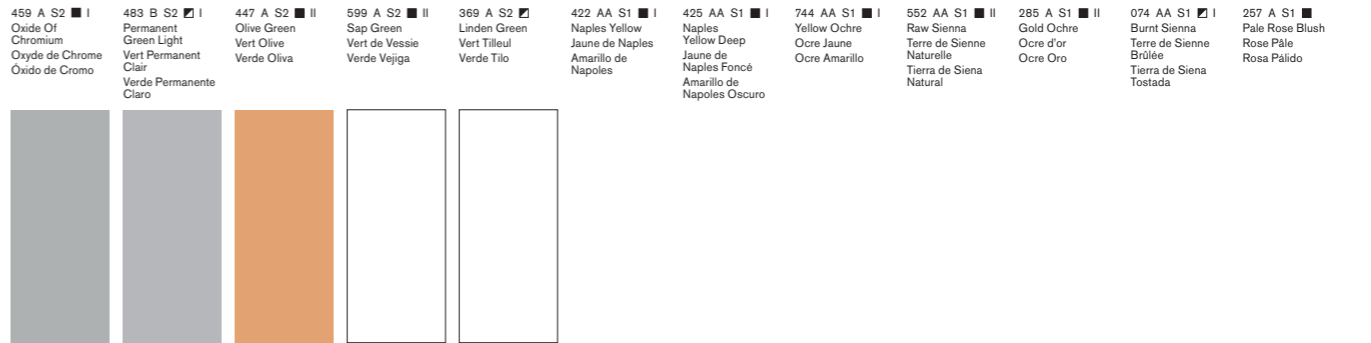 459 A S2 ■ I
Oxide Of
Chromium
Oxyde de Chrome
Óxido de Cromo
483 B S2 ◪ I
Permanent
Green Light
Vert Permanent
Clair
Verde Permanente
Claro
447 A S2 ■ II
Olive Green
Vert Olive
Verde Oliva
599 A S2 ■ II
Sap Green
Vert de Vessie
Verde Vejiga
369 A S2 ◪
Linden Green
Vert Tilleul
Verde Tilo
422 AA S1 ■ I
Naples Yellow
Jaune de Naples
Amarillo de
Napoles
425 AA S1 ■ I
Naples
Yellow Deep
Jaune de
Naples Foncé
Amarillo de
Napoles Oscuro
744 AA S1 ■ I
Yellow Ochre
Ocre Jaune
Ocre Amarillo
552 AA S1 ■ II
Raw Sienna
Terre de Sienne
Naturelle
Tierra de Siena
Natural
285 A S1 ■ II
Gold Ochre
Ocre d'or
Ocre Oro
074 AA S1 ◪ I
Burnt Sienna
Terre de Sienne
Brûlée
Tierra de Siena
Tostada
257 A S1 ■
Pale Rose Blush
Rose Pâle
Rosa Pálido